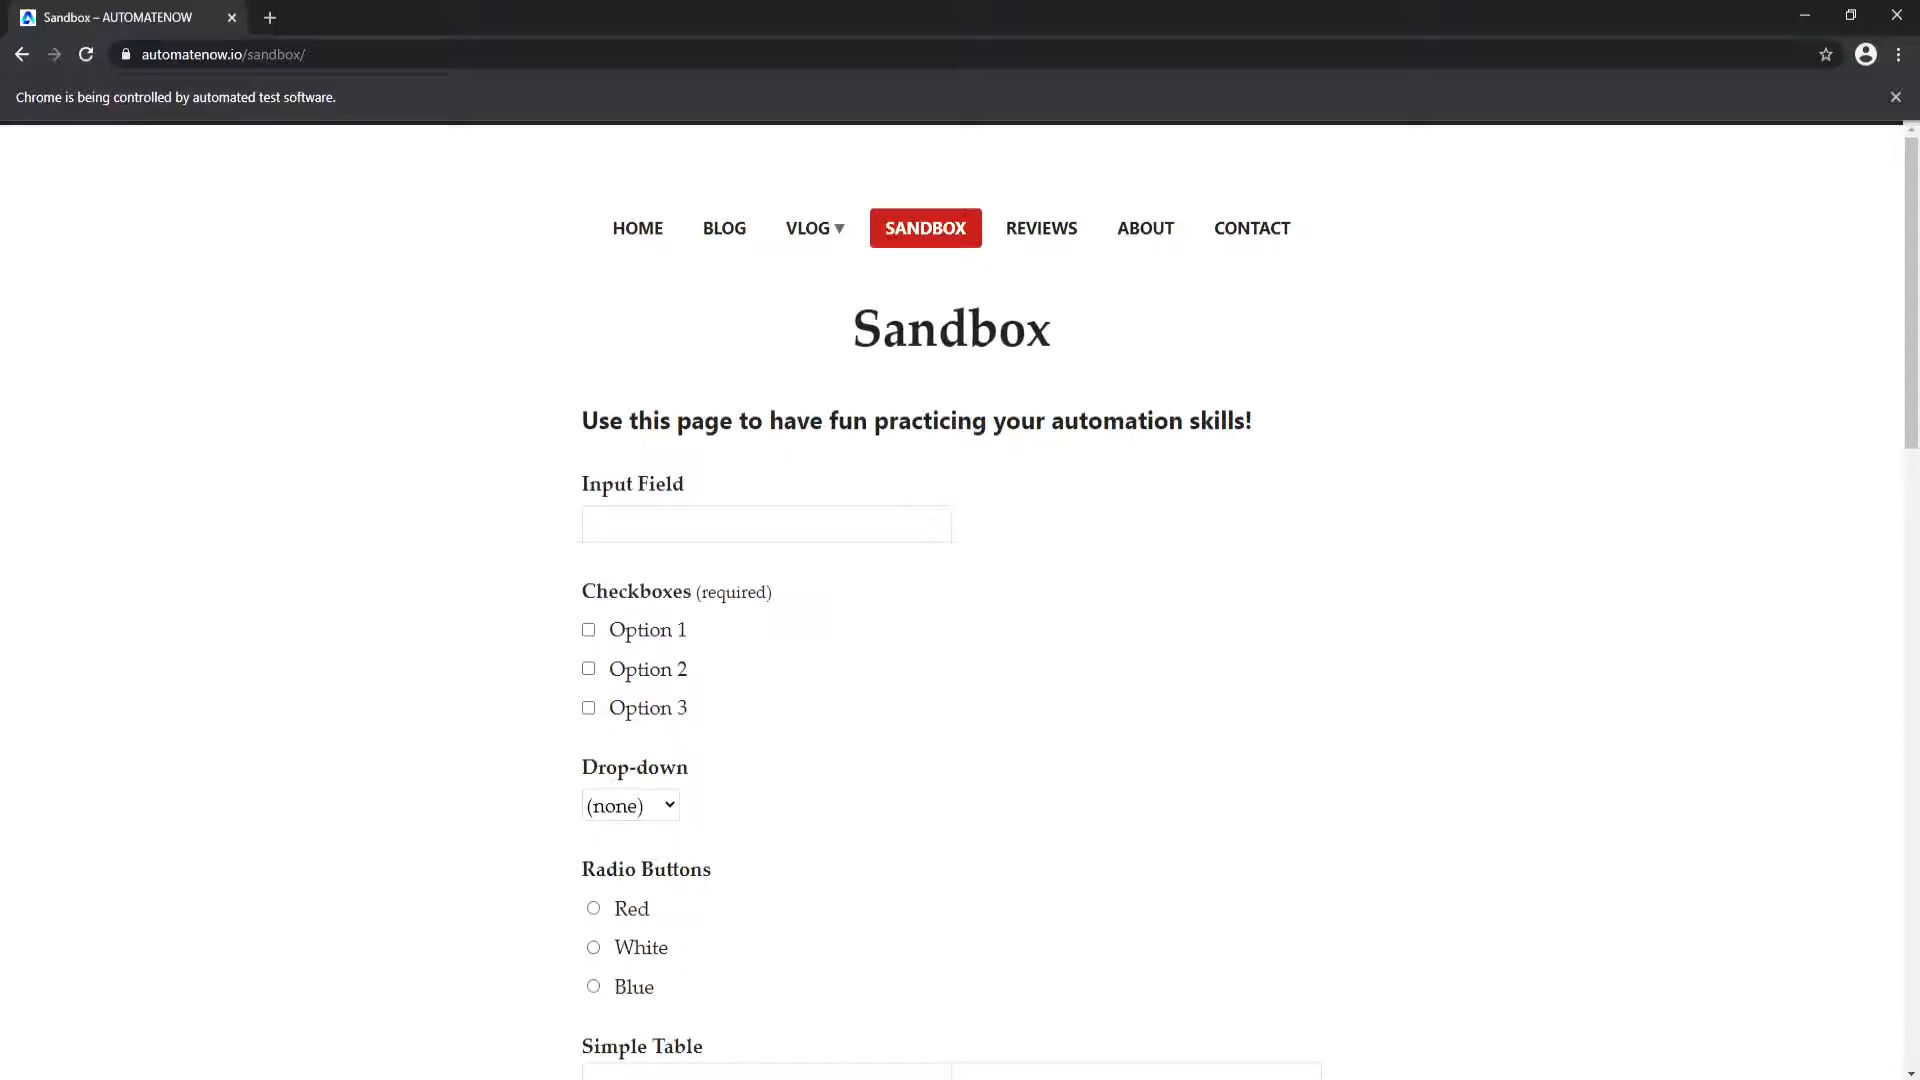 Sandbox – AUTOMATENOW
automatenow.io/sandbox/
Chrome is being controlled by automated test software.
HOME BLOG VLOG SANDBOX REVIEWS ABOUT CONTACT
Sandbox
Use this page to have fun practicing your automation skills!
Input Field
Checkboxes (required)
Option 1
Option 2
Option 3
Drop-down
(none)
Radio Buttons
Red
White
Blue
Simple Table